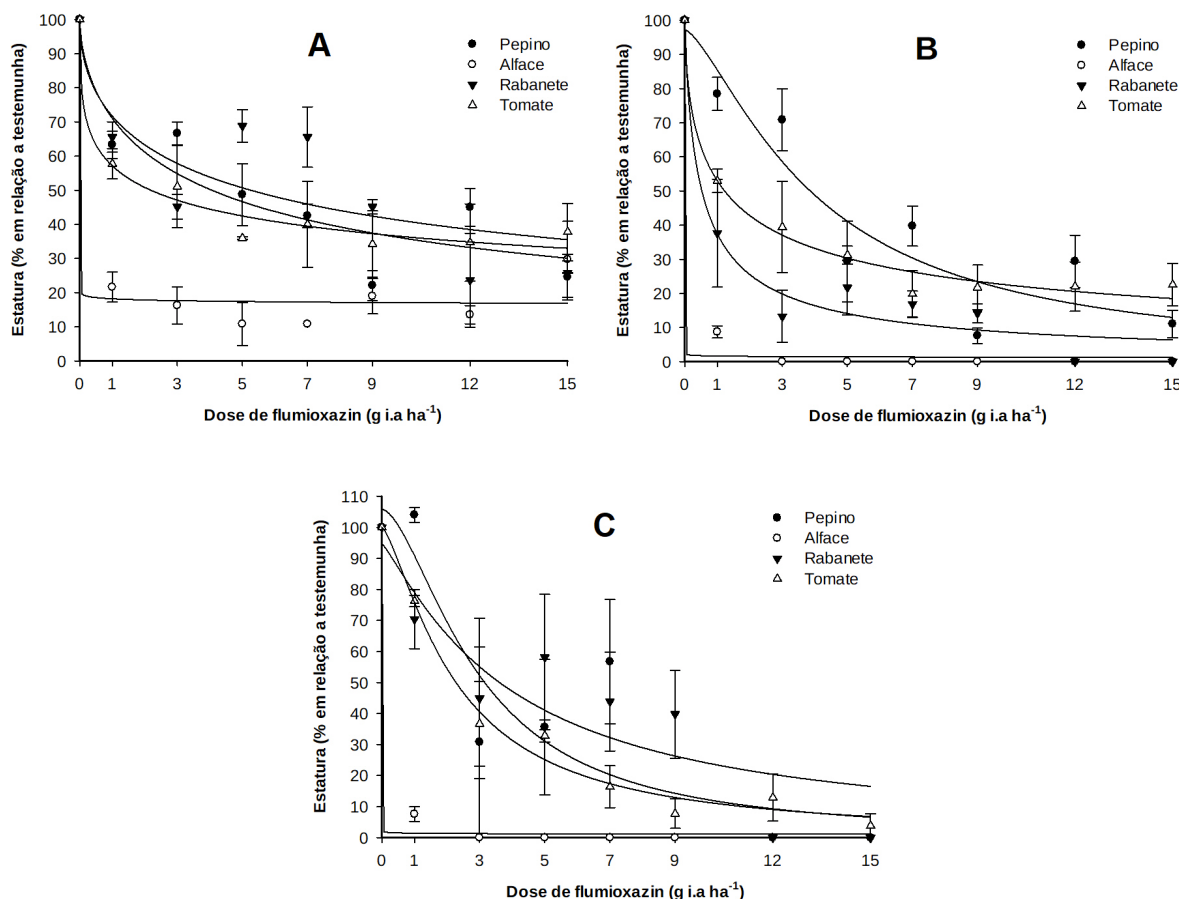 A
Pepino
Alface
Rabanete
Tomate
Estatura (% em relação a testemunha)
100
90
80
70
60
50
40
30
20
10
0
0 1 3 5 7 9 12 15
Dose de flumioxazin (g i.a ha⁻¹)
B
Pepino
Alface
Rabanete
Tomate
Estatura (% em relação a testemunha)
100
90
80
70
60
50
40
30
20
10
0
0 1 3 5 7 9 12 15
Dose de flumioxazin (g i.a ha⁻¹)
C
Pepino
Alface
Rabanete
Tomate
Estatura (% em relação a testemunha)
110
100
90
80
70
60
50
40
30
20
10
0
0 1 3 5 7 9 12 15
Dose de flumioxazin (g i.a ha⁻¹)